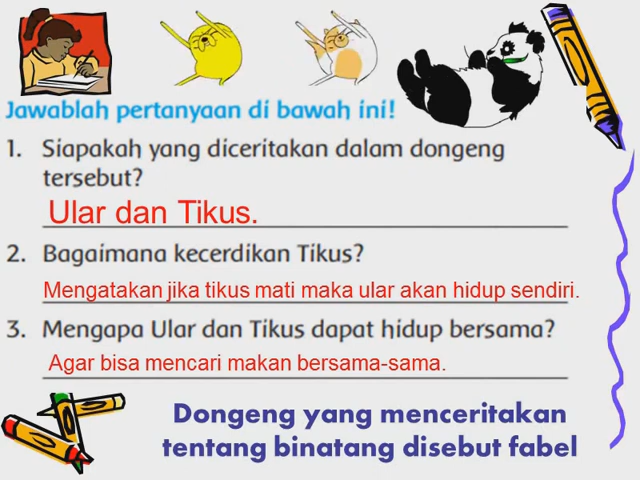 Jawablah pertanyaan di bawah ini!
1. Siapakah yang diceritakan dalam dongeng
tersebut?
Ular dan Tikus.
2. Bagaimana kecerdikan Tikus?
Mengatakan jika tikus mati maka ular akan hidup sendiri.
3. Mengapa Ular dan Tikus dapat hidup bersama?
Agar bisa mencari makan bersama-sama.
Dongeng yang menceritakan
tentang binatang disebut fabel